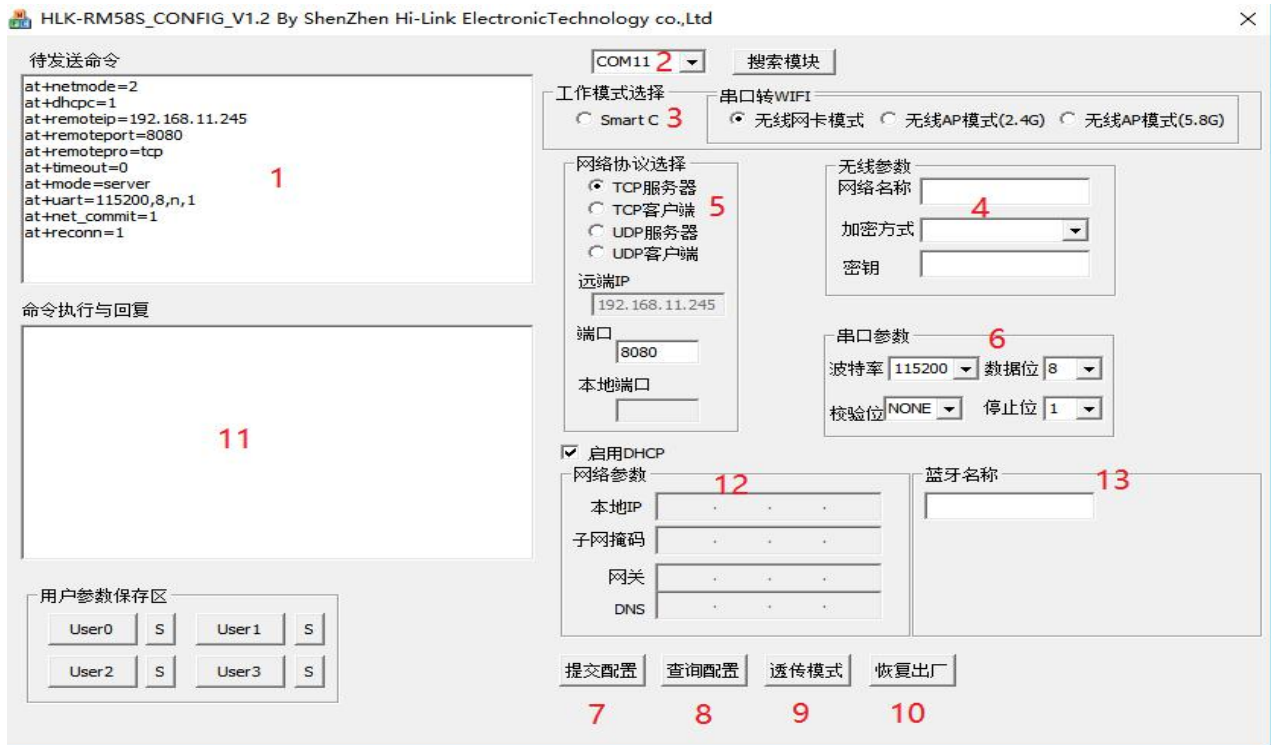 HLK-RM58S_CONFIG_V1.2 By ShenZhen Hi-Link ElectronicTechnology co.,Ltd
待发送命令
at+netmode=2
at+dhcpc=1
at+remoteip=192.168.11.245
at+remoteport=8080
at+remotepro=tcp
at+timeout=0
at+mode=server
at+uart=115200,8,n,1
at+net_commit=1
at+reconn=1
1
命令执行与回复
11
用户参数保存区
User0 S User1 S
User2 S User3 S
COM11 2 搜索模块
工作模式选择
Smart C 3
串口转WIFI
无线网卡模式 无线AP模式(2.4G) 无线AP模式(5.8G)
网络协议选择
TCP服务器
TCP客户端 5
UDP服务器
UDP客户端
远端IP
192.168.11.245
端口
8080
本地端口
无线参数
网络名称
4
加密方式
密钥
串口参数 6
波特率 115200 数据位 8
校验位 NONE 停止位 1
启用DHCP
网络参数 12
本地IP . . .
子网掩码 . . .
网关 . . .
DNS . . .
蓝牙名称 13
提交配置 查询配置 透传模式 恢复出厂
7 8 9 10